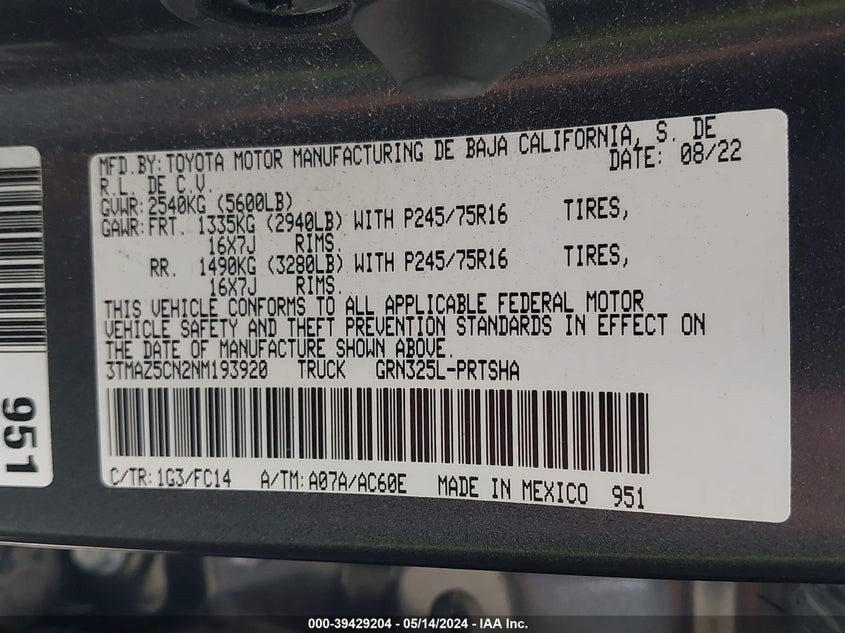 MFD.BY: TOYOTA MOTOR MANUFACTURING DE BAJA CALIFORNIA, S. DE
R.L. DE C.V. DATE: 08/22
GVWR: 2540KG (5600LB)
GAWR: FRT. 1335KG (2940LB) WITH P245/75R16 TIRES,
16X7J RIMS.
RR. 1490KG (3280LB) WITH P245/75R16 TIRES,
16X7J RIMS.
THIS VEHICLE CONFORMS TO ALL APPLICABLE FEDERAL MOTOR
VEHICLE SAFETY AND THEFT PREVENTION STANDARDS IN EFFECT ON
THE DATE OF MANUFACTURE SHOWN ABOVE.
3TMAZ5CN2NM193920 TRUCK GRN325L-PRTSHA
C/TR: 1G3/FC14 A/TM: A07A/AC60E MADE IN MEXICO 951
951
000-39429204 - 05/14/2024 - IAA Inc.